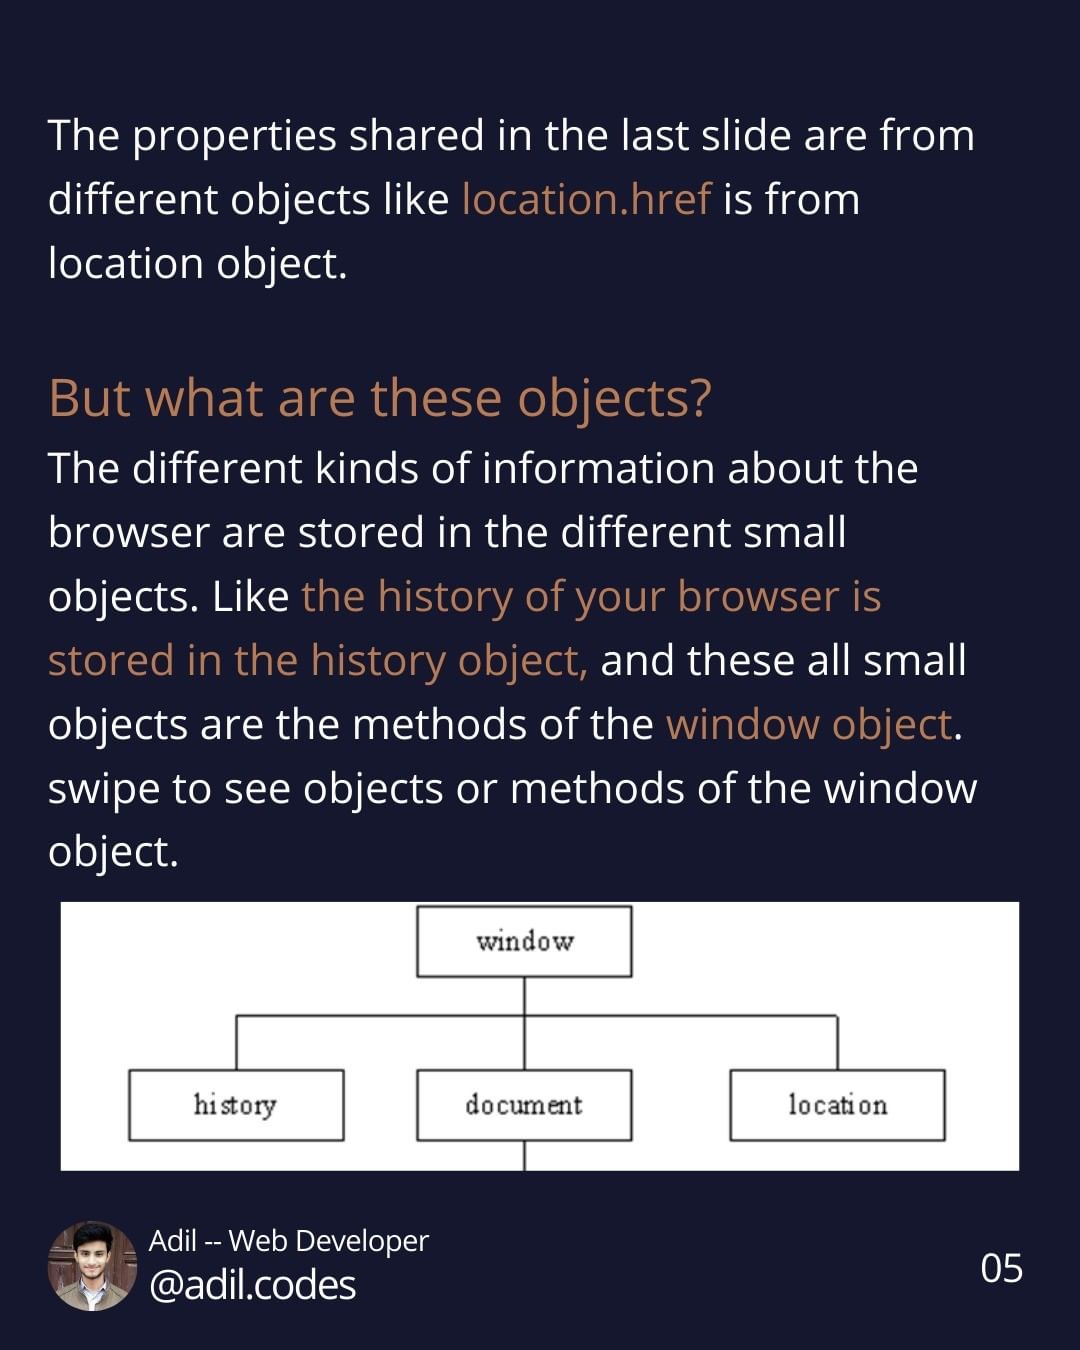 The properties shared in the last slide are from
different objects like location.href is from
location object.
But what are these objects?
The different kinds of information about the
browser are stored in the different small
objects. Like the history of your browser is
stored in the history object, and these all small
objects are the methods of the window object.
swipe to see objects or methods of the window
object.
window
history
document
location
Adil -- Web Developer
@adil.codes
05